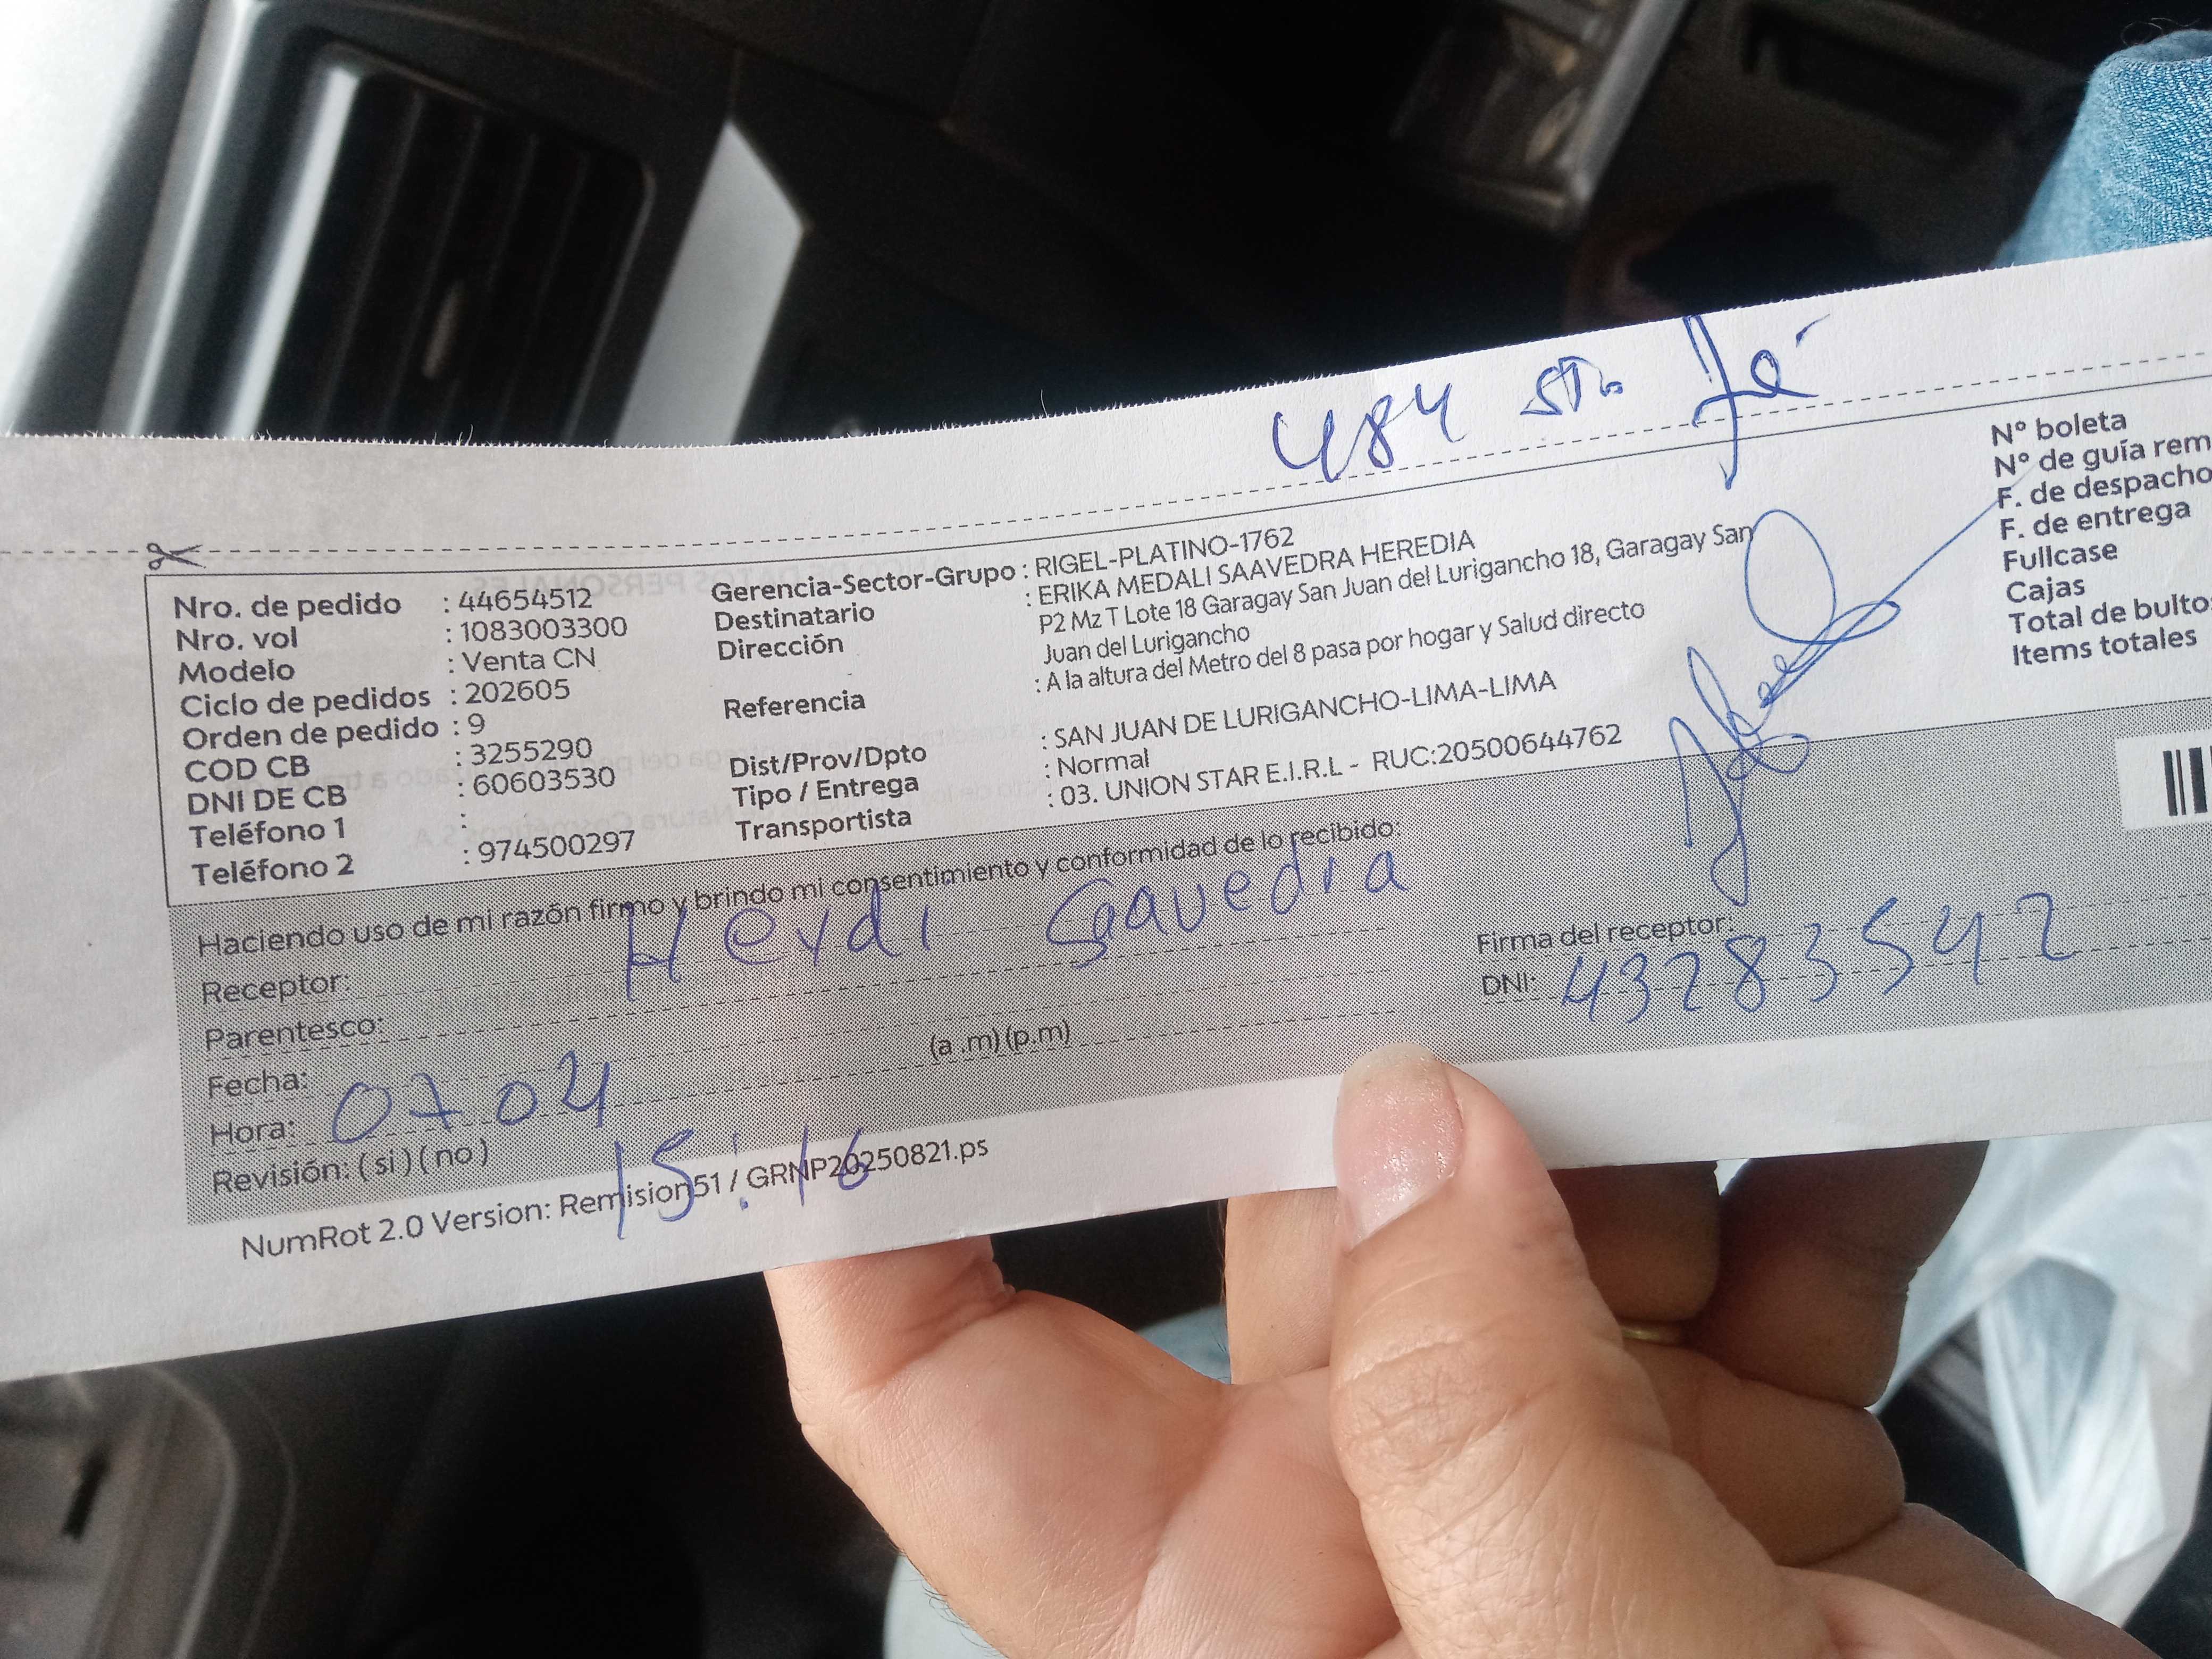 484 Sta fé
Nro. de pedido : 44654512
Nro. vol : 1083003300
Modelo : Venta CN
Ciclo de pedidos : 202605
Orden de pedido : 9
COD CB : 3255290
DNI DE CB : 60603530
Teléfono 1 :
Teléfono 2 : 974500297
Gerencia-Sector-Grupo : RIGEL-PLATINO-1762
Destinatario : ERIKA MEDALI SAAVEDRA HEREDIA
Dirección P2 Mz T Lote 18 Garagay San Juan del Lurigancho 18, Garagay San
Juan del Lurigancho
Referencia : A la altura del Metro del 8 pasa por hogar y Salud directo
Dist/Prov/Dpto : SAN JUAN DE LURIGANCHO-LIMA-LIMA
Tipo / Entrega : Normal
Transportista : 03. UNION STAR E.I.R.L - RUC:20500644762
N° boleta
N° de guía rem
F. de despacho
F. de entrega
Fullcase
Cajas
Total de bultos
Items totales
Haciendo uso de mi razón firmo y brindo mi consentimiento y conformidad de lo recibido:
Receptor: Heydi Saavedra
Parentesco:
Fecha: 07 04
Hora: 15:16 (a.m) (p.m)
Revisión: ( si ) ( no )
Firma del receptor:
DNI: 43283542
NumRot 2.0 Version: Remision51 / GRNP20250821.ps